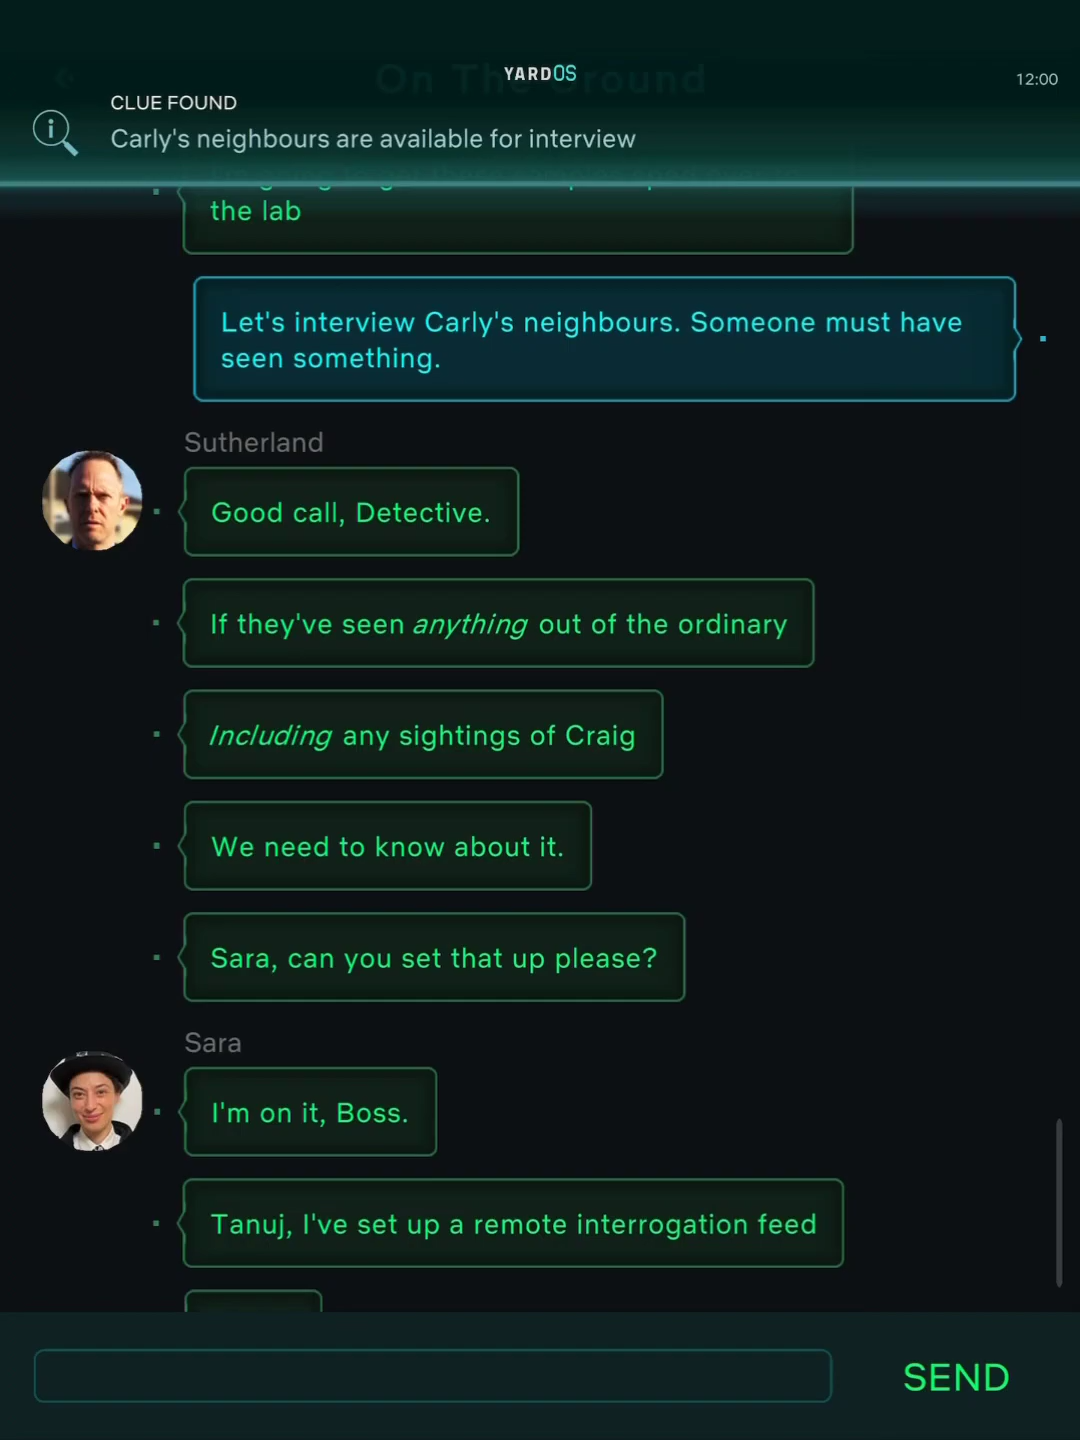 On The Ground
YARDOS
12:00
CLUE FOUND
Carly's neighbours are available for interview
the lab
Let's interview Carly's neighbours. Someone must have
seen something.
Sutherland
Good call, Detective.
If they've seen anything out of the ordinary
Including any sightings of Craig
We need to know about it.
Sara, can you set that up please?
Sara
I'm on it, Boss.
Tanuj, I've set up a remote interrogation feed
SEND